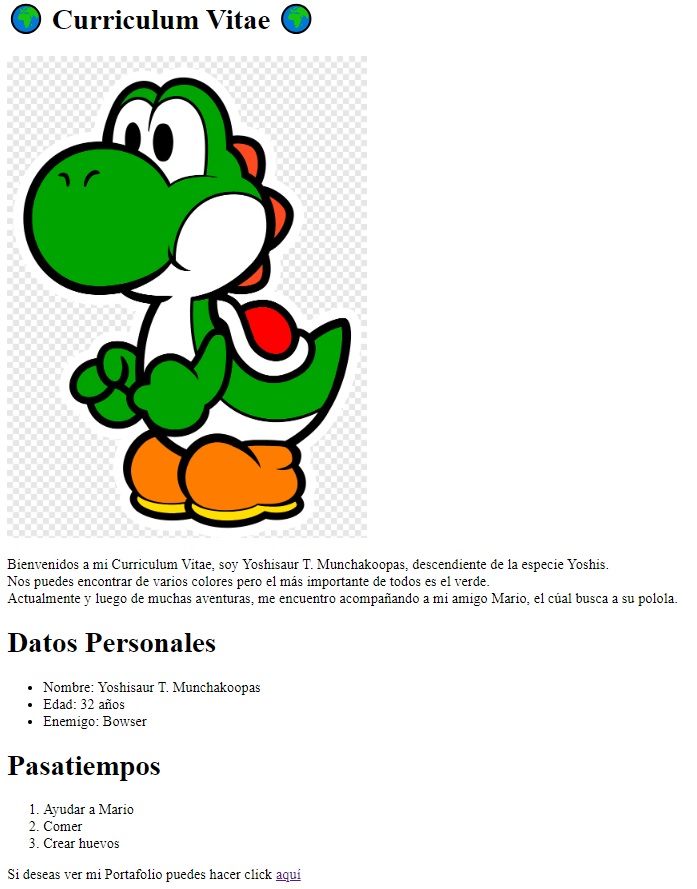 Curriculum Vitae
Bienvenidos a mi Curriculum Vitae, soy Yoshisaur T. Munchakoopas, descendiente de la especie Yoshis.
Nos puedes encontrar de varios colores pero el más importante de todos es el verde.
Actualmente y luego de muchas aventuras, me encuentro acompañando a mi amigo Mario, el cúal busca a su polola.
Datos Personales
• Nombre: Yoshisaur T. Munchakoopas
• Edad: 32 años
• Enemigo: Bowser
Pasatiempos
1. Ayudar a Mario
2. Comer
3. Crear huevos
Si deseas ver mi Portafolio puedes hacer click aquí